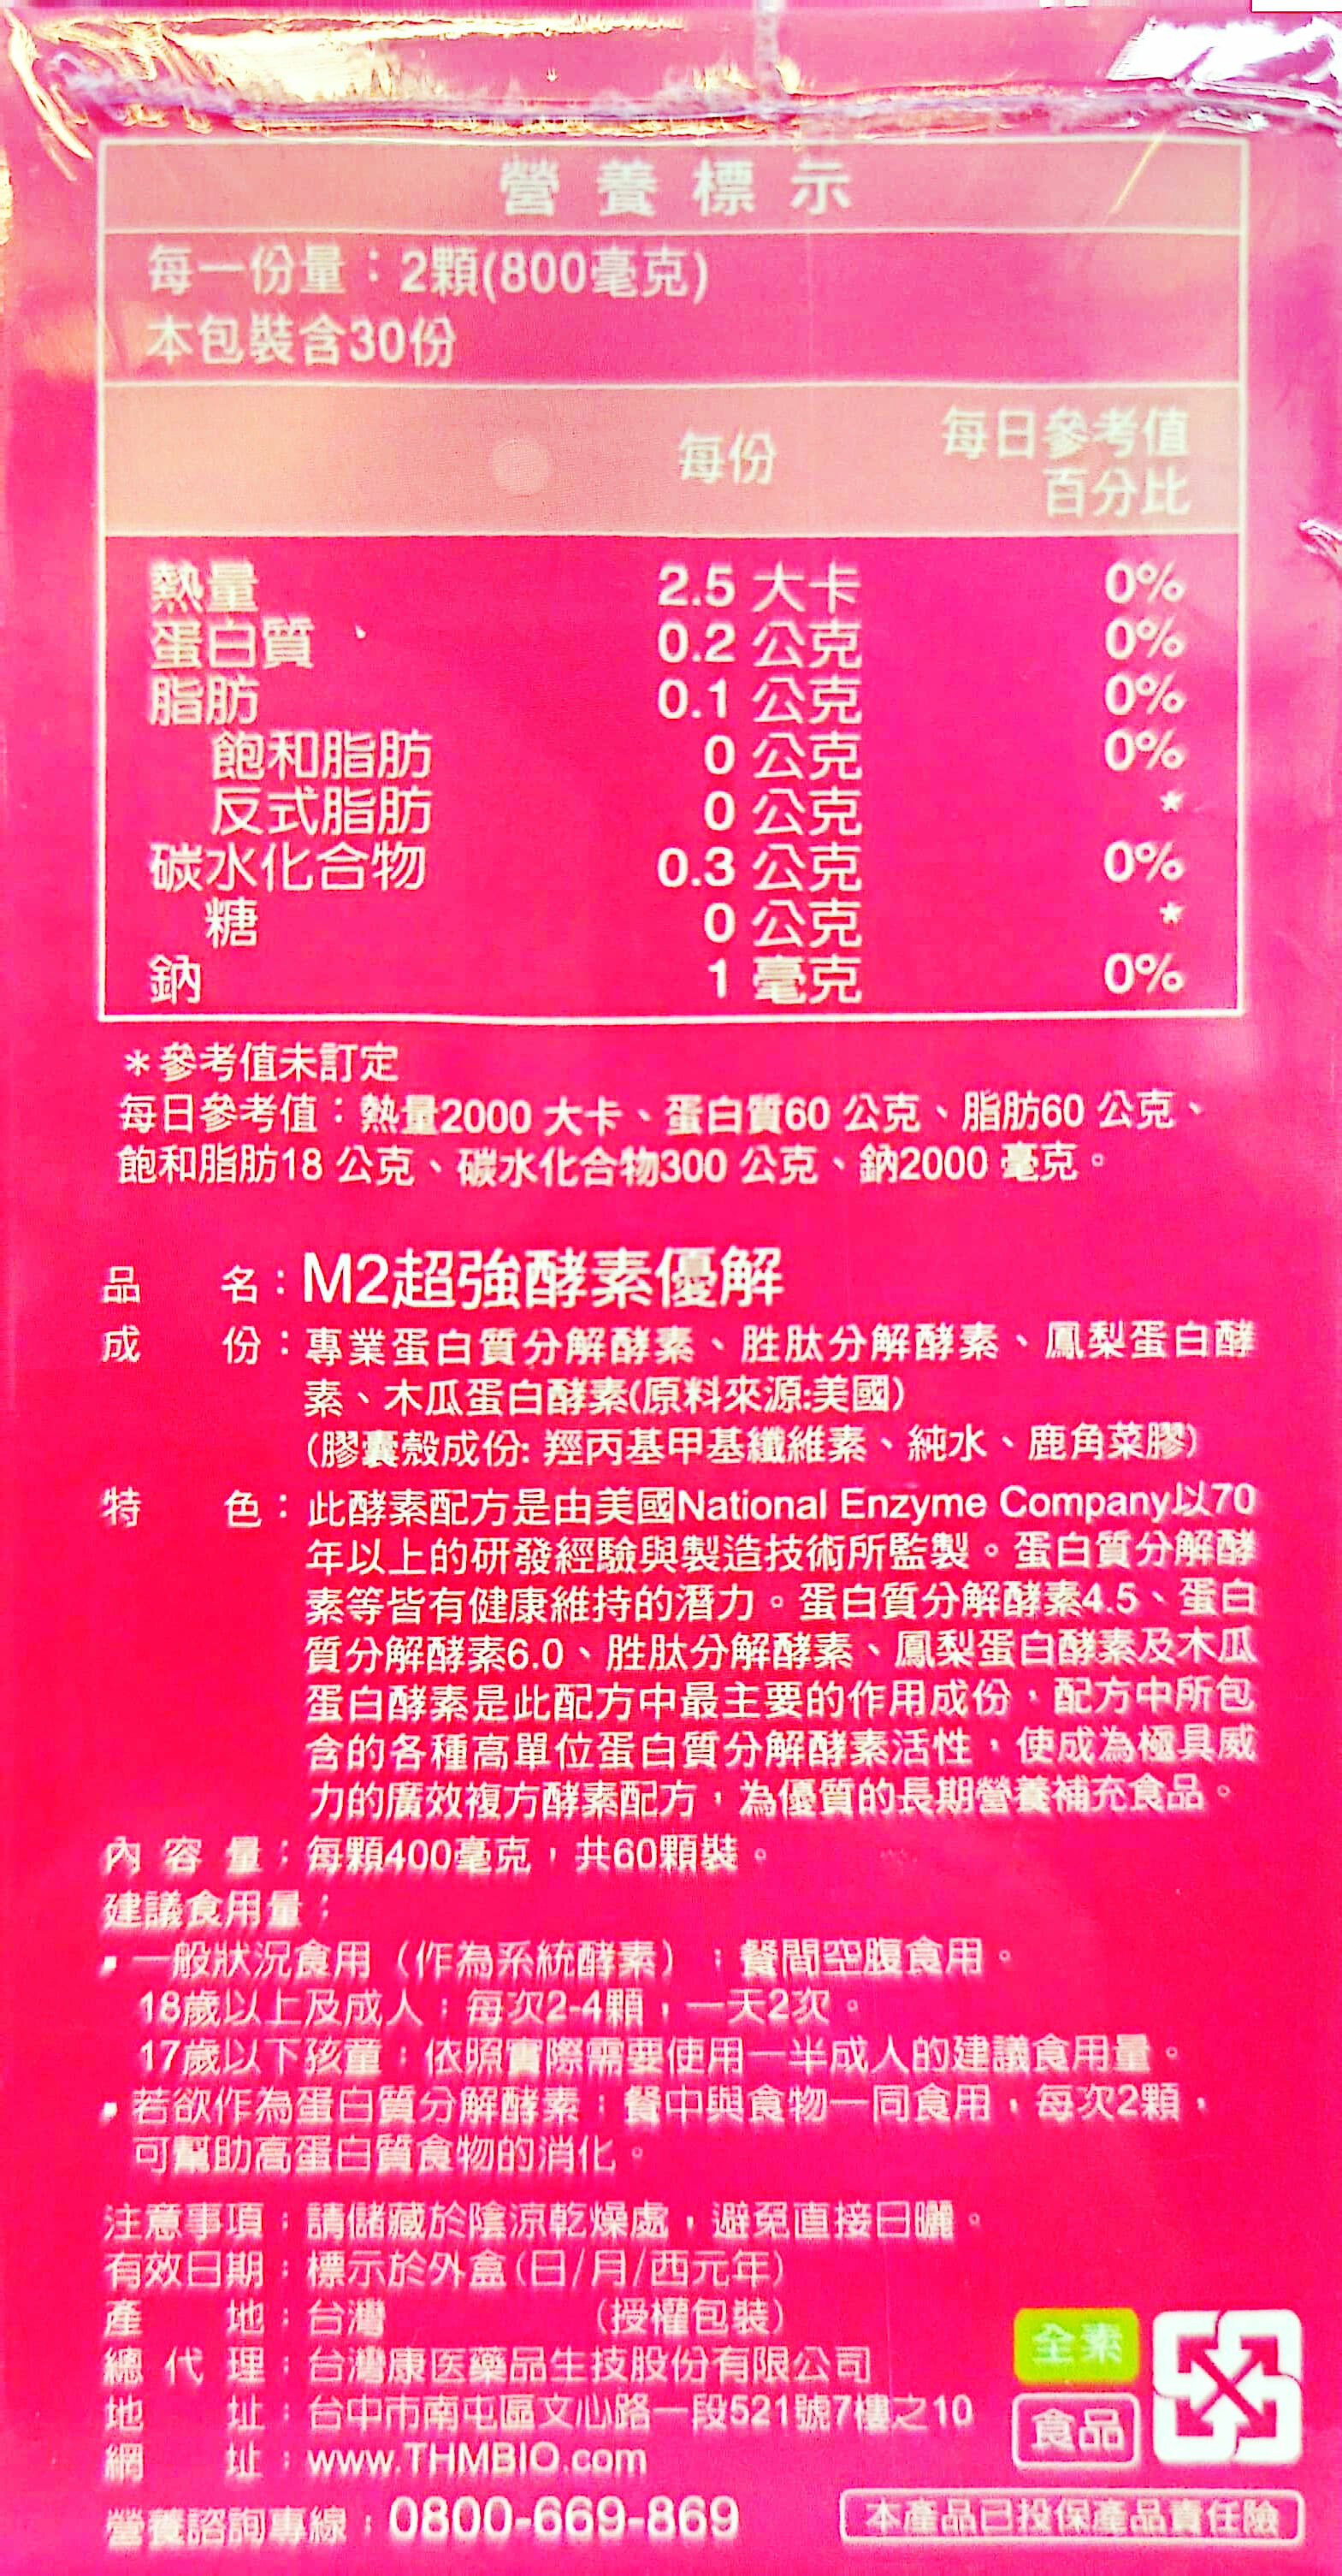 營養標示
每一份量：2顆(800毫克)
本包裝含30份
每份
每日參考值
百分比
熱量 2.5 大卡 0%
蛋白質 0.2 公克 0%
脂肪 0.1 公克 0%
飽和脂肪 0 公克 0%
反式脂肪 0 公克 *
碳水化合物 0.3 公克 0%
糖 0 公克 *
鈉 1 毫克 0%
*參考值未訂定
每日參考值：熱量2000 大卡、蛋白質60 公克、脂肪60 公克、
飽和脂肪18 公克、碳水化合物300 公克、鈉2000 毫克。
品名：M2超強酵素優解
成份：專業蛋白質分解酵素、胜肽分解酵素、鳳梨蛋白酵
素、木瓜蛋白酵素(原料來源:美國)
(膠囊殼成份: 羥丙基甲基纖維素、純水、鹿角菜膠)
特色：此酵素配方是由美國National Enzyme Company以70
年以上的研發經驗與製造技術所監製。蛋白質分解酵
素等皆有健康維持的潛力。蛋白質分解酵素4.5、蛋白
質分解酵素6.0、胜肽分解酵素、鳳梨蛋白酵素及木瓜
蛋白酵素是此配方中最主要的作用成份，配方中所包
含的各種高單位蛋白質分解酵素活性，使成為極具威
力的廣效複方酵素配方，為優質的長期營養補充食品。
內容量：每顆400毫克，共60顆裝。
建議食用量：
▪一般狀況食用（作為系統酵素）：餐間空腹食用。
18歲以上及成人：每次2-4顆，一天2次。
17歲以下孩童：依照實際需要使用一半成人的建議食用量。
▪若欲作為蛋白質分解酵素：餐中與食物一同食用，每次2顆，
可幫助高蛋白質食物的消化。
注意事項：請儲藏於陰涼乾燥處，避免直接日曬。
有效日期：標示於外盒(日/月/西元年)
產地：台灣 (授權包裝)
總代理：台灣康医藥品生技股份有限公司
地址：台中市南屯區文心路一段521號7樓之10
網址：www.THMBIO.com
營養諮詢專線：0800-669-869
全素
食品
本產品已投保產品責任險